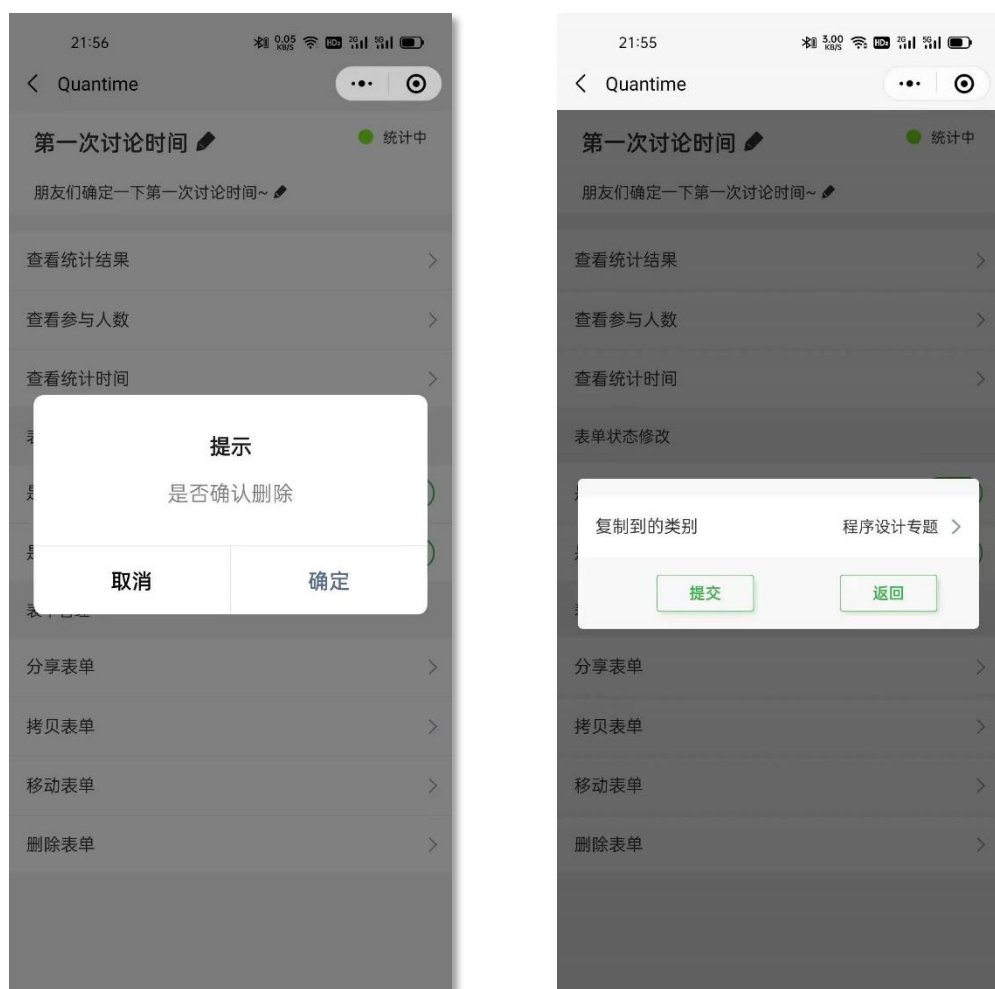 21:56
0.05 KB/S
HD
2G
5G
Quantime
第一次讨论时间
统计中
朋友们确定一下第一次讨论时间~
查看统计结果
查看参与人数
查看统计时间
提示
是否确认删除
取消
确定
分享表单
拷贝表单
移动表单
删除表单
21:55
3.00 KB/S
HD
2G
5G
Quantime
第一次讨论时间
统计中
朋友们确定一下第一次讨论时间~
查看统计结果
查看参与人数
查看统计时间
表单状态修改
复制到的类别
程序设计专题
提交
返回
分享表单
拷贝表单
移动表单
删除表单